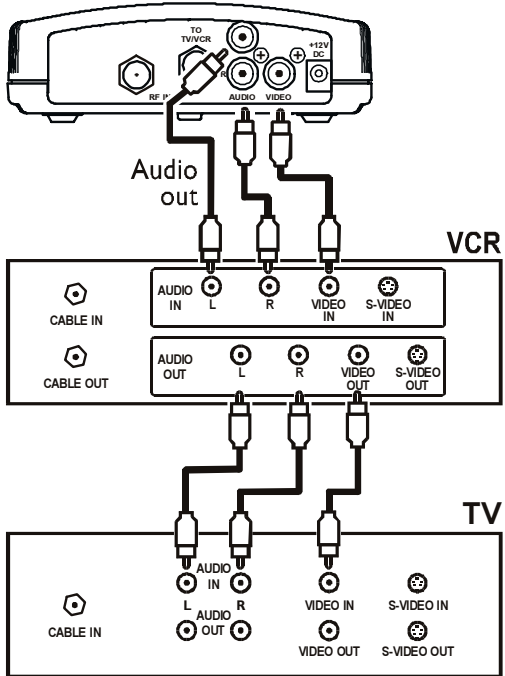 TO
TV/VCR
+12V
DC
R
RF IN
AUDIO
VIDEO
Audio
out
VCR
AUDIO
IN
L
R
VIDEO
IN
S-VIDEO
IN
CABLE IN
AUDIO
OUT
L
R
VIDEO
OUT
S-VIDEO
OUT
CABLE OUT
TV
AUDIO
IN
L
R
VIDEO IN
S-VIDEO IN
CABLE IN
AUDIO
OUT
VIDEO OUT
S-VIDEO OUT